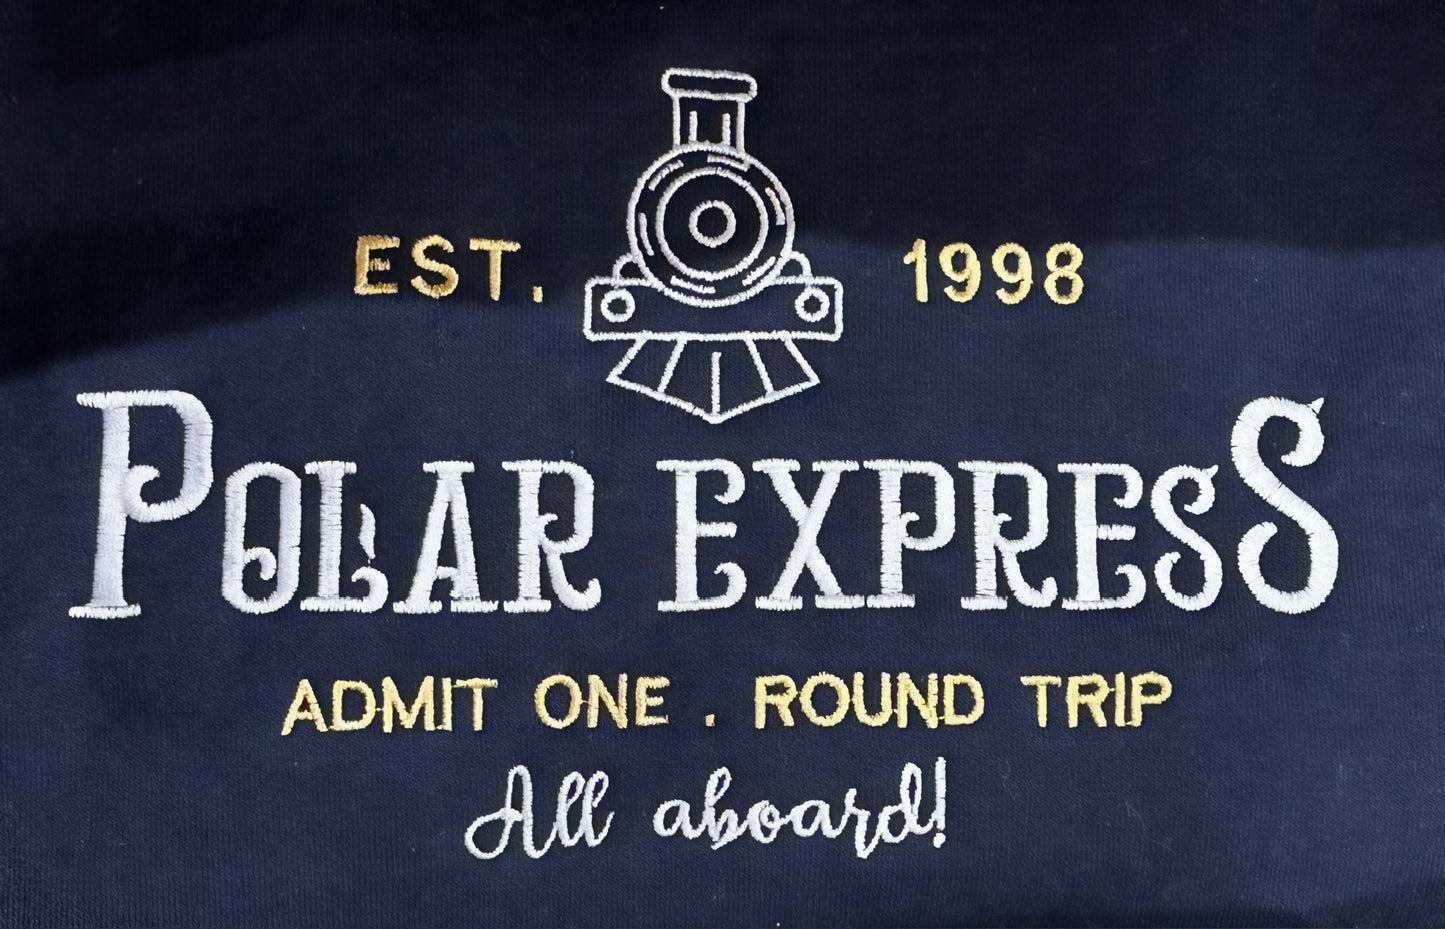 EST. 1998
POLAR EXPRESS
ADMIT ONE . ROUND TRIP
All aboard!